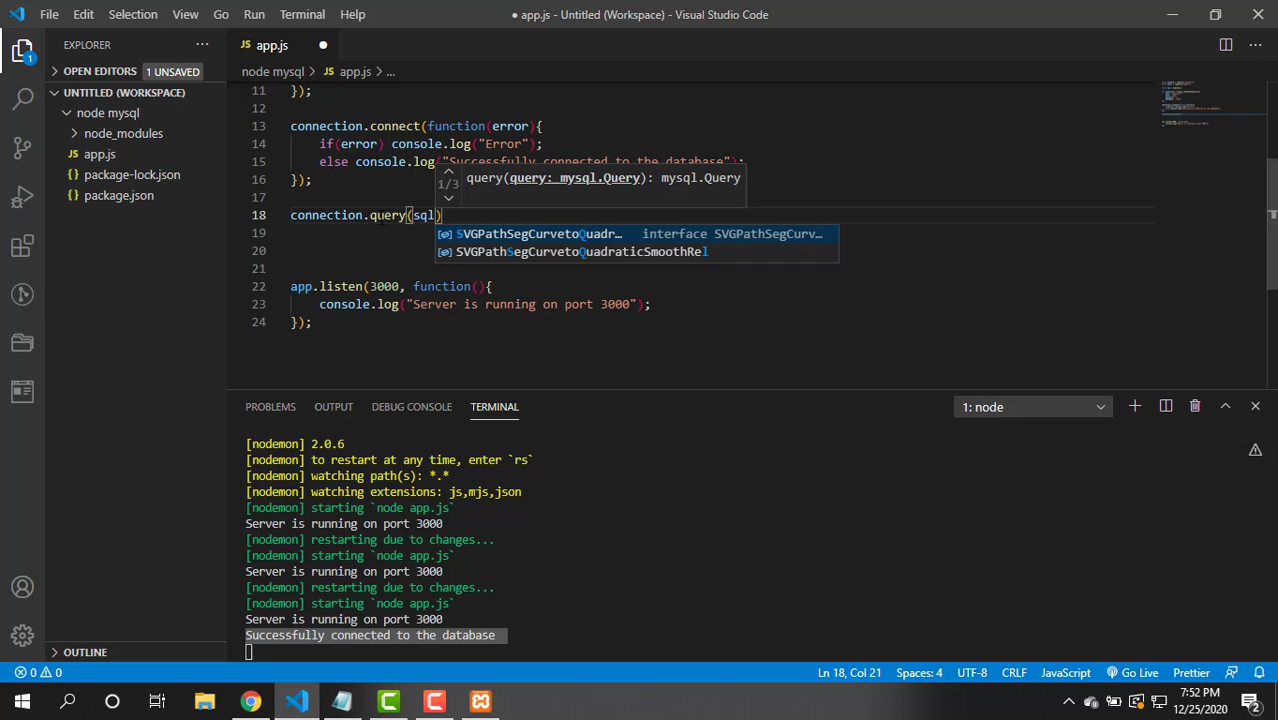 File Edit Selection View Go Run Terminal Help
● app.js - Untitled (Workspace) - Visual Studio Code
EXPLORER
JS app.js
OPEN EDITORS 1 UNSAVED
node mysql > JS app.js > ...
UNTITLED (WORKSPACE)
node mysql
node_modules
JS app.js
package-lock.json
package.json
11 });
12
13 connection.connect(function(error){
14 if(error) console.log("Error");
15 else console.log("Successfully connected to the database");
16 });
17
18 connection.query(sql)
19
20
21
22 app.listen(3000, function(){
23 console.log("Server is running on port 3000");
24 });
1/3 query(query: mysql.Query): mysql.Query
SVGPathSegCurvetoQuadr... interface SVGPathSegCurv...
SVGPathSegCurvetoQuadraticSmoothRel
PROBLEMS OUTPUT DEBUG CONSOLE TERMINAL
1: node
[nodemon] 2.0.6
[nodemon] to restart at any time, enter `rs`
[nodemon] watching path(s): *.*
[nodemon] watching extensions: js,mjs,json
[nodemon] starting `node app.js`
Server is running on port 3000
[nodemon] restarting due to changes...
[nodemon] starting `node app.js`
Server is running on port 3000
[nodemon] restarting due to changes...
[nodemon] starting `node app.js`
Server is running on port 3000
Successfully connected to the database
OUTLINE
1
0 0
Ln 18, Col 21 Spaces: 4 UTF-8 CRLF JavaScript Go Live Prettier
7:52 PM
12/25/2020
2